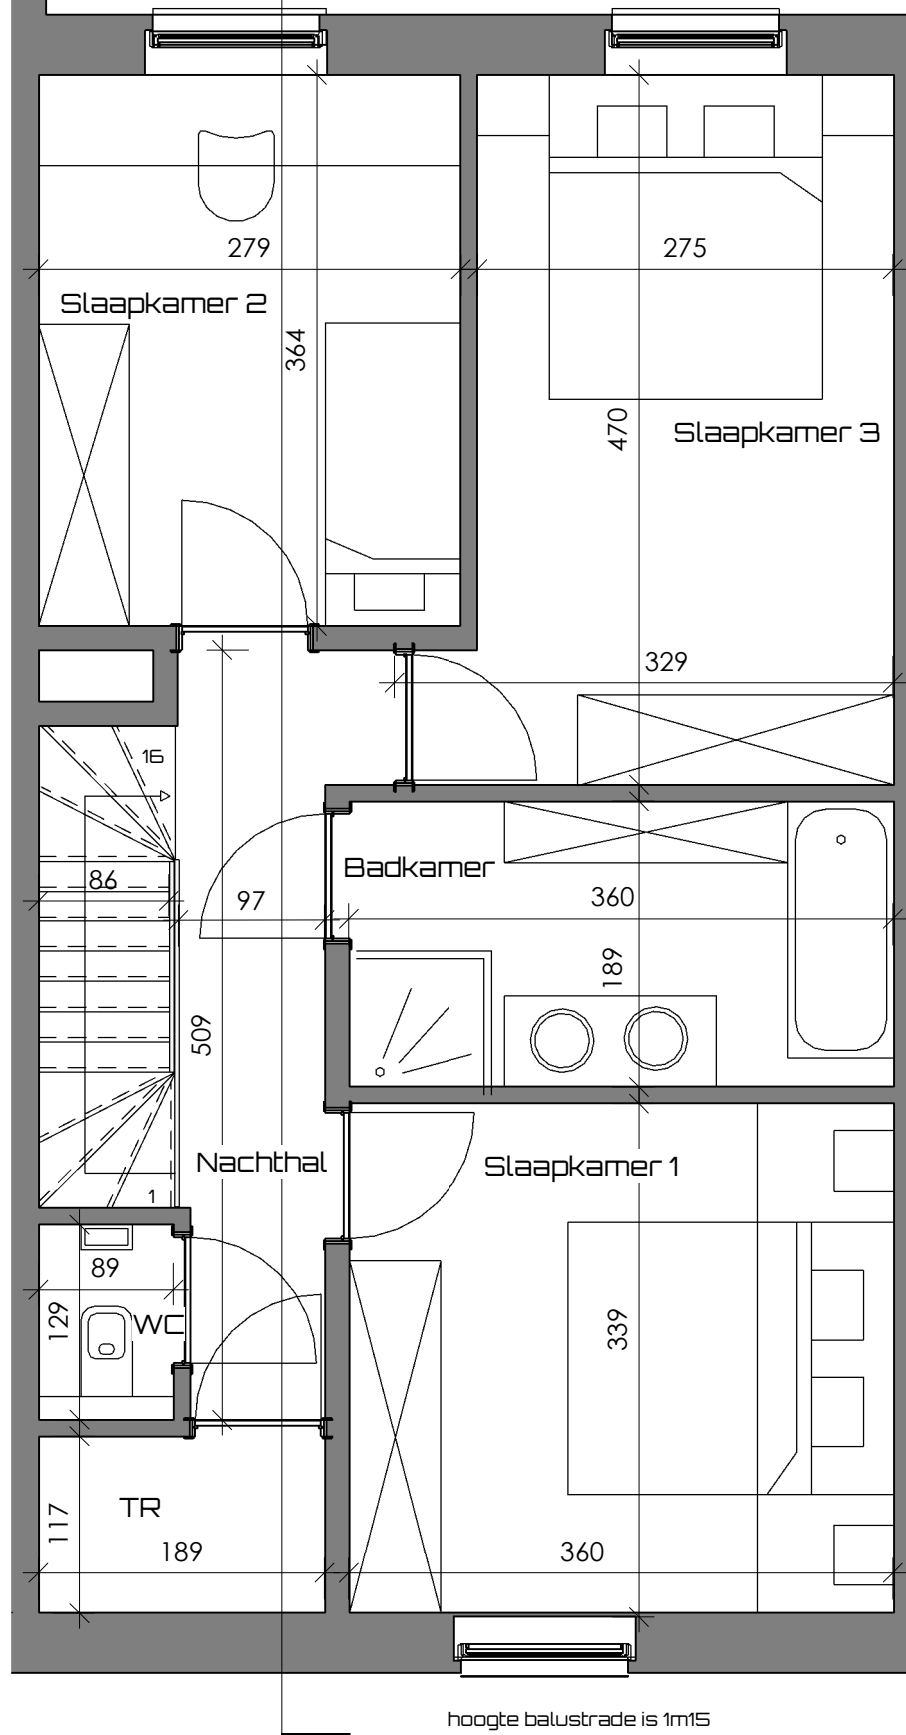 279
275
Slaapkamer 2
364
470
Slaapkamer 3
329
16
86
97
Badkamer
360
189
509
Nachthal
Slaapkamer 1
1
89
129
WC
339
TR
117
189
360
hoogte balustrade is 1m15